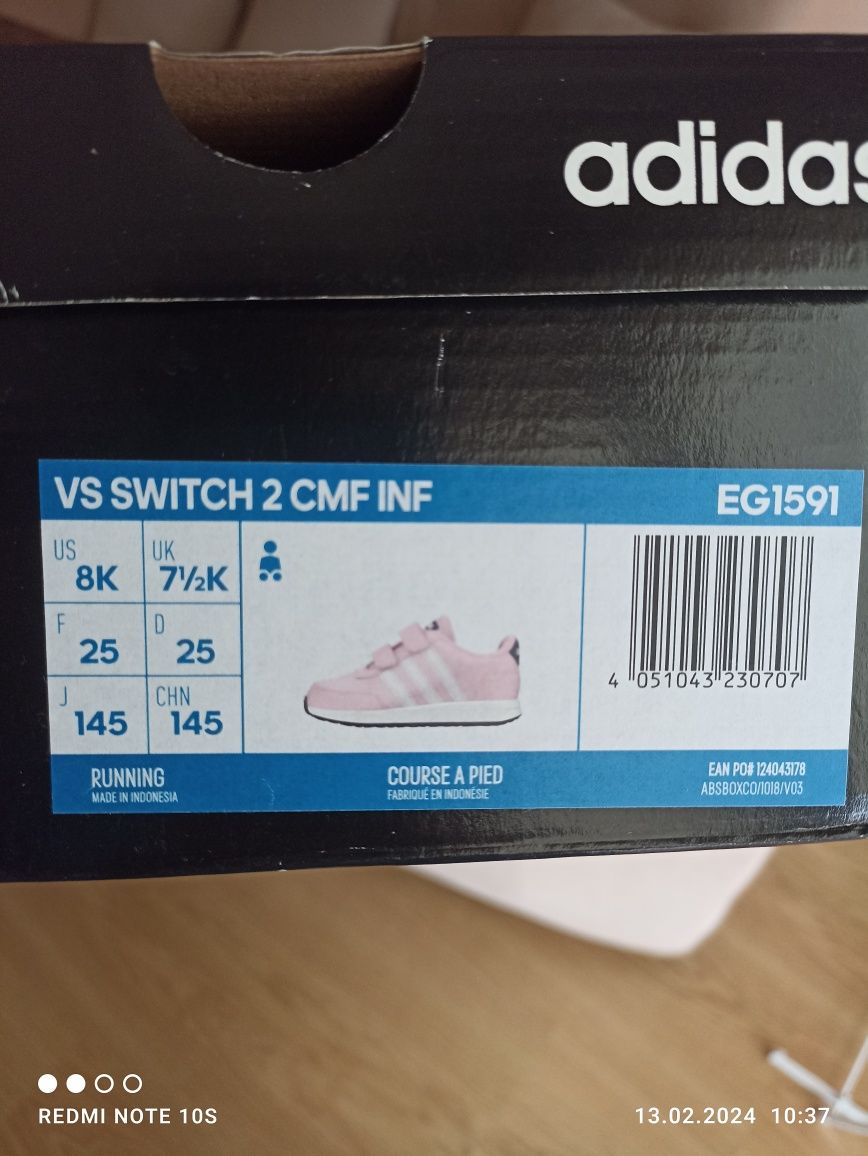 adidas
VS SWITCH 2 CMF INF EG1591
US 8K UK 7½K
F 25 D 25
J 145 CHN 145
4 051043 230707
RUNNING
MADE IN INDONESIA
COURSE A PIED
FABRIQUÉ EN INDONÉSIE
EAN PO# 124043178
ABSBOXCO/1018/V03
REDMI NOTE 10S
13.02.2024 10:37